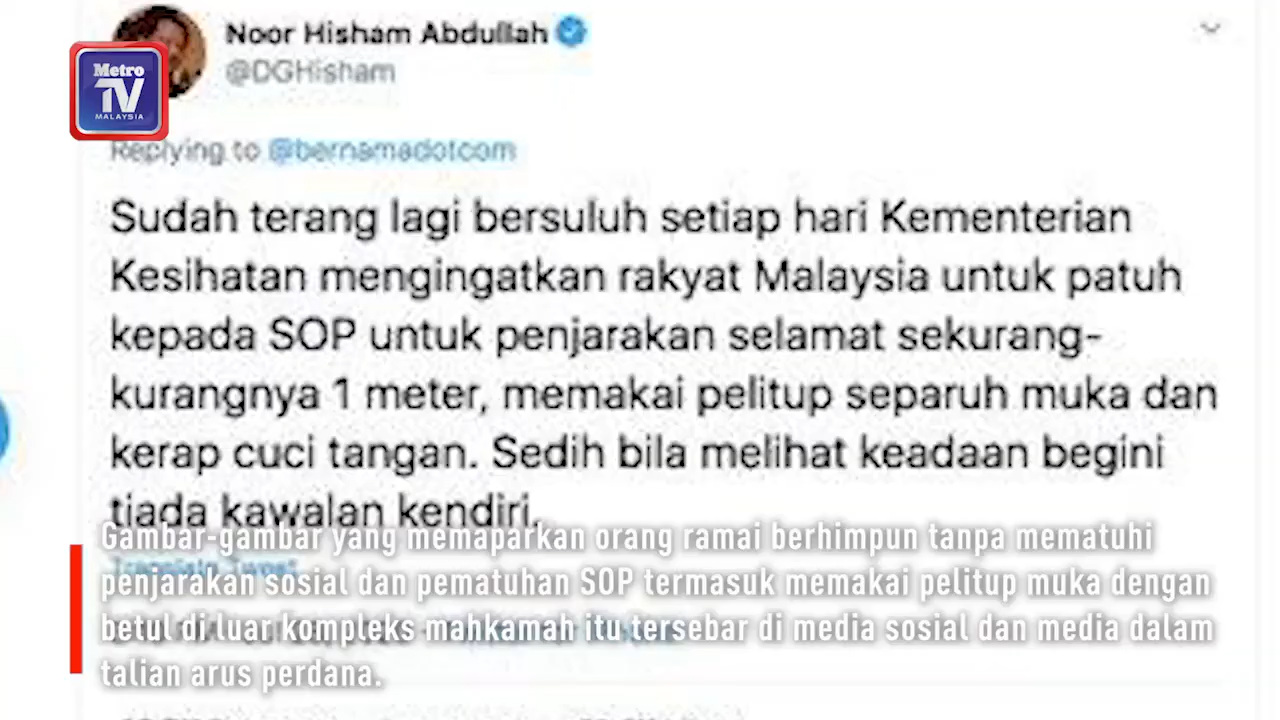 Noor Hisham Abdullah
@DGHisham
Metro
TV
MALAYSIA
Replying to @bernamadotcom
Sudah terang lagi bersuluh setiap hari Kementerian
Kesihatan mengingatkan rakyat Malaysia untuk patuh
kepada SOP untuk penjarakan selamat sekurang-
kurangnya 1 meter, memakai pelitup separuh muka dan
kerap cuci tangan. Sedih bila melihat keadaan begini
tiada kawalan kendiri.
Translate Tweet
Gambar-gambar yang memaparkan orang ramai berhimpun tanpa mematuhi
penjarakan sosial dan pematuhan SOP termasuk memakai pelitup muka dengan
betul di luar kompleks mahkamah itu tersebar di media sosial dan media dalam
talian arus perdana.